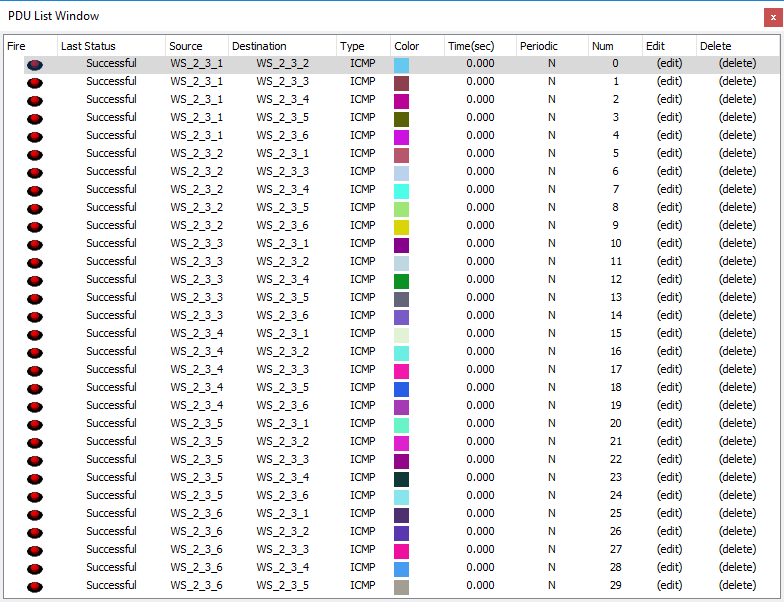 PDU List Window
x
Fire Last Status Source Destination Type Color Time(sec) Periodic Num Edit Delete
Successful WS_2_3_1 WS_2_3_2 ICMP 0.000 N 0 (edit) (delete)
Successful WS_2_3_1 WS_2_3_3 ICMP 0.000 N 1 (edit) (delete)
Successful WS_2_3_1 WS_2_3_4 ICMP 0.000 N 2 (edit) (delete)
Successful WS_2_3_1 WS_2_3_5 ICMP 0.000 N 3 (edit) (delete)
Successful WS_2_3_1 WS_2_3_6 ICMP 0.000 N 4 (edit) (delete)
Successful WS_2_3_2 WS_2_3_1 ICMP 0.000 N 5 (edit) (delete)
Successful WS_2_3_2 WS_2_3_3 ICMP 0.000 N 6 (edit) (delete)
Successful WS_2_3_2 WS_2_3_4 ICMP 0.000 N 7 (edit) (delete)
Successful WS_2_3_2 WS_2_3_5 ICMP 0.000 N 8 (edit) (delete)
Successful WS_2_3_2 WS_2_3_6 ICMP 0.000 N 9 (edit) (delete)
Successful WS_2_3_3 WS_2_3_1 ICMP 0.000 N 10 (edit) (delete)
Successful WS_2_3_3 WS_2_3_2 ICMP 0.000 N 11 (edit) (delete)
Successful WS_2_3_3 WS_2_3_4 ICMP 0.000 N 12 (edit) (delete)
Successful WS_2_3_3 WS_2_3_5 ICMP 0.000 N 13 (edit) (delete)
Successful WS_2_3_3 WS_2_3_6 ICMP 0.000 N 14 (edit) (delete)
Successful WS_2_3_4 WS_2_3_1 ICMP 0.000 N 15 (edit) (delete)
Successful WS_2_3_4 WS_2_3_2 ICMP 0.000 N 16 (edit) (delete)
Successful WS_2_3_4 WS_2_3_3 ICMP 0.000 N 17 (edit) (delete)
Successful WS_2_3_4 WS_2_3_5 ICMP 0.000 N 18 (edit) (delete)
Successful WS_2_3_4 WS_2_3_6 ICMP 0.000 N 19 (edit) (delete)
Successful WS_2_3_5 WS_2_3_1 ICMP 0.000 N 20 (edit) (delete)
Successful WS_2_3_5 WS_2_3_2 ICMP 0.000 N 21 (edit) (delete)
Successful WS_2_3_5 WS_2_3_3 ICMP 0.000 N 22 (edit) (delete)
Successful WS_2_3_5 WS_2_3_4 ICMP 0.000 N 23 (edit) (delete)
Successful WS_2_3_5 WS_2_3_6 ICMP 0.000 N 24 (edit) (delete)
Successful WS_2_3_6 WS_2_3_1 ICMP 0.000 N 25 (edit) (delete)
Successful WS_2_3_6 WS_2_3_2 ICMP 0.000 N 26 (edit) (delete)
Successful WS_2_3_6 WS_2_3_3 ICMP 0.000 N 27 (edit) (delete)
Successful WS_2_3_6 WS_2_3_4 ICMP 0.000 N 28 (edit) (delete)
Successful WS_2_3_6 WS_2_3_5 ICMP 0.000 N 29 (edit) (delete)